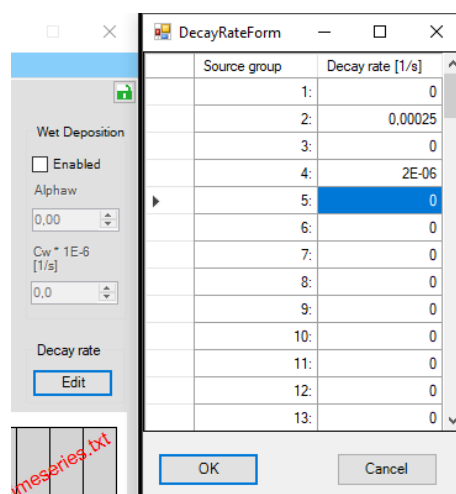 DecayRateForm
Source group Decay rate [1/s]
1: 0
2: 0,00025
3: 0
4: 2E-06
5: 0
6: 0
7: 0
8: 0
9: 0
10: 0
11: 0
12: 0
13: 0
OK Cancel
Wet Deposition
Enabled
Alphaw
0,00
Cw * 1E-6
[1/s]
0,0
Decay rate
Edit
meseries.txt